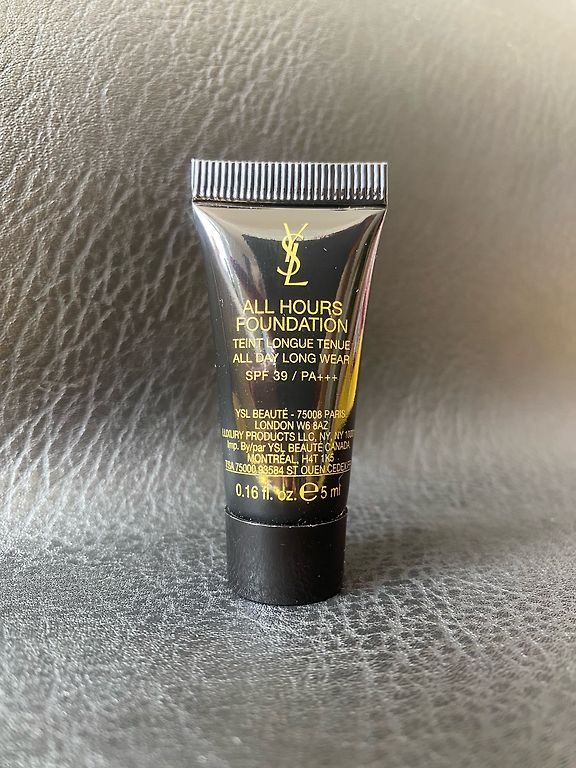 YSL
ALL HOURS
FOUNDATION
TEINT LONGUE TENUE
ALL DAY LONG WEAR
SPF 39 / PA+++
YSL BEAUTÉ - 75008 PARIS
LONDON W6 8AZ
LUXURY PRODUCTS LLC, NY, NY
Imp. By/par YSL BEAUTÉ CANADA
MONTRÉAL, H4T 1K5
TSA 75000 93584 ST OUEN CEDEX
0.16 fl. oz. e 5 ml